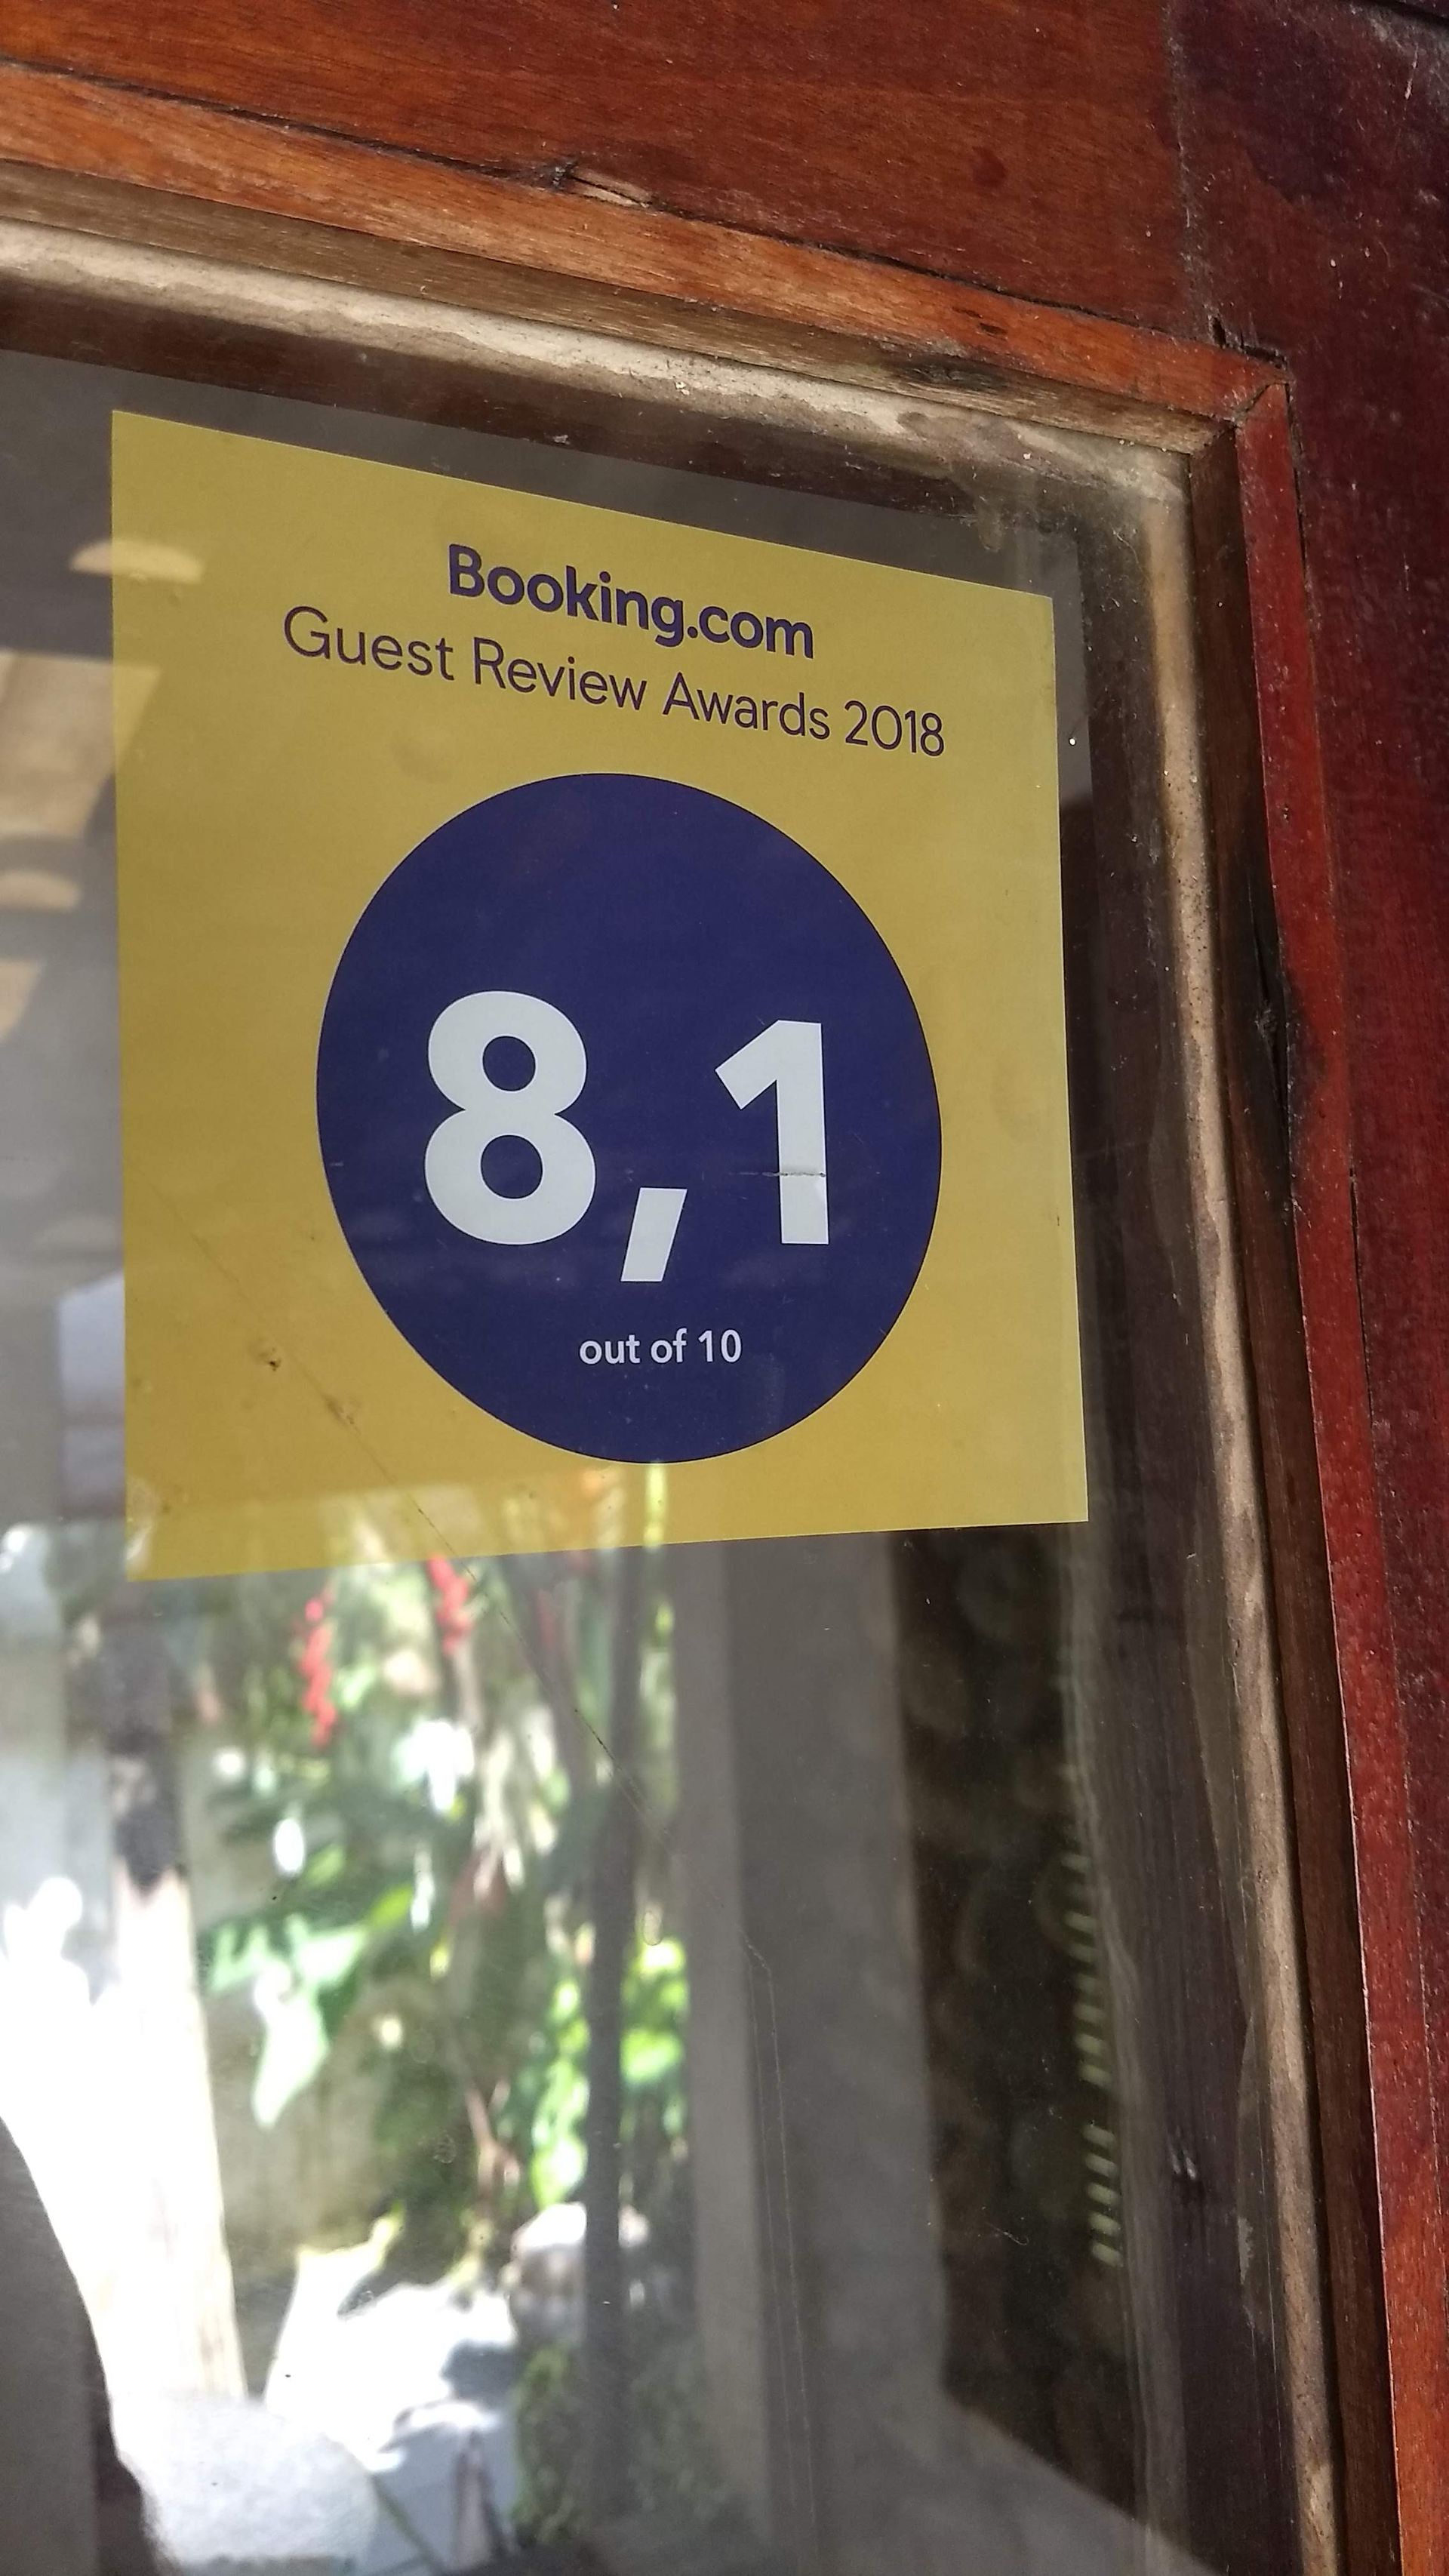 Booking.com
Guest Review Awards 2018
8,1
out of 10